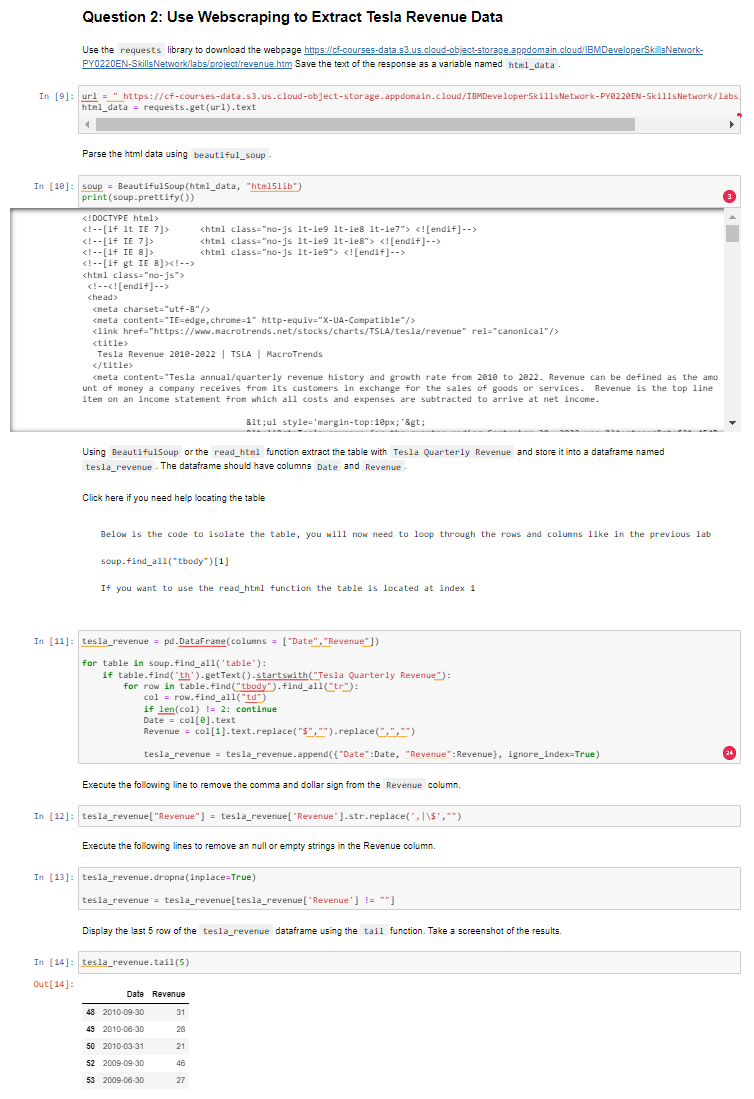 Question 2: Use Webscraping to Extract Tesla Revenue Data
Use the requests library to download the webpage https://cf-courses-data.s3.us.cloud-object-storage.appdomain.cloud/IBMDeveloperSkillsNetwork-
PY0220EN-SkillsNetwork/labs/project/revenue.htm Save the text of the response as a variable named html_data.
In [9]: url = " https://cf-courses-data.s3.us.cloud-object-storage.appdomain.cloud/IBMDeveloperSkillsNetwork-PY0220EN-SkillsNetwork/labs
html_data = requests.get(url).text
Parse the html data using beautiful_soup.
In [10]: soup = BeautifulSoup(html_data, "html5lib")
print(soup.prettify())
3
<!DOCTYPE html>
<!--[if lt IE 7]>      <html class="no-js lt-ie9 lt-ie8 lt-ie7"> <![endif]-->
<!--[if IE 7]>         <html class="no-js lt-ie9 lt-ie8"> <![endif]-->
<!--[if IE 8]>         <html class="no-js lt-ie9"> <![endif]-->
<!--[if gt IE 8]><!-->
<html class="no-js">
<!--<![endif]-->
<head>
<meta charset="utf-8"/>
<meta content="IE=edge,chrome=1" http-equiv="X-UA-Compatible"/>
<link href="https://www.macrotrends.net/stocks/charts/TSLA/tesla/revenue" rel="canonical"/>
<title>
Tesla Revenue 2010-2022 | TSLA | MacroTrends
</title>
<meta content="Tesla annual/quarterly revenue history and growth rate from 2010 to 2022. Revenue can be defined as the amo
unt of money a company receives from its customers in exchange for the sales of goods or services.  Revenue is the top line
item on an income statement from which all costs and expenses are subtracted to arrive at net income.
&lt;ul style='margin-top:10px;'&gt;
Using BeautifulSoup or the read_html function extract the table with Tesla Quarterly Revenue and store it into a dataframe named
tesla_revenue. The dataframe should have columns Date and Revenue.
Click here if you need help locating the table
Below is the code to isolate the table, you will now need to loop through the rows and columns like in the previous lab
soup.find_all("tbody")[1]
If you want to use the read_html function the table is located at index 1
In [11]: tesla_revenue = pd.DataFrame(columns = ["Date","Revenue"])
for table in soup.find_all('table'):
if table.find('th').getText().startswith("Tesla Quarterly Revenue"):
for row in table.find("tbody").find_all("tr"):
col = row.find_all("td")
if len(col) != 2: continue
Date = col[0].text
Revenue = col[1].text.replace("$","").replace(",","")
tesla_revenue = tesla_revenue.append({"Date":Date, "Revenue":Revenue}, ignore_index=True)
24
Execute the following line to remove the comma and dollar sign from the Revenue column.
In [12]: tesla_revenue["Revenue"] = tesla_revenue['Revenue'].str.replace(',|\$',"")
Execute the following lines to remove an null or empty strings in the Revenue column.
In [13]: tesla_revenue.dropna(inplace=True)
tesla_revenue = tesla_revenue[tesla_revenue['Revenue'] != ""]
Display the last 5 row of the tesla_revenue dataframe using the tail function. Take a screenshot of the results.
In [14]: tesla_revenue.tail(5)
Out[14]:
Date Revenue
48 2010-09-30 31
49 2010-06-30 28
50 2010-03-31 21
52 2009-09-30 46
53 2009-06-30 27